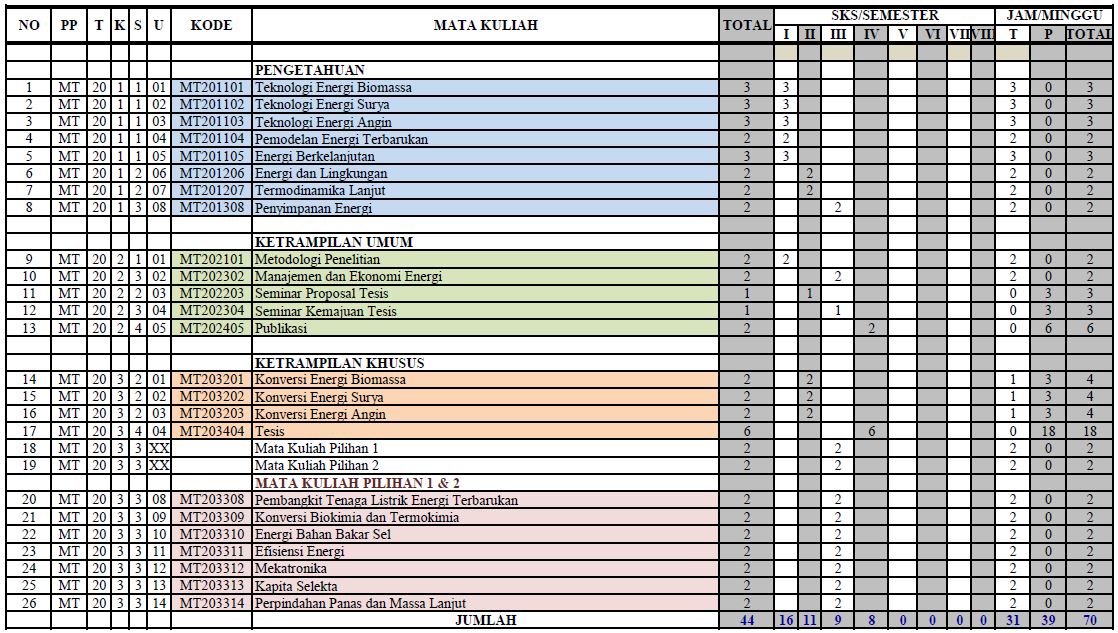 NO PP T K S U KODE MATA KULIAH TOTAL SKS/SEMESTER JAM/MINGGU
I II III IV V VI VII VIII T P TOTAL
PENGETAHUAN
1 MT 20 1 1 01 MT201101 Teknologi Energi Biomassa 3 3 3 0 3
2 MT 20 1 1 02 MT201102 Teknologi Energi Surya 3 3 3 0 3
3 MT 20 1 1 03 MT201103 Teknologi Energi Angin 3 3 3 0 3
4 MT 20 1 1 04 MT201104 Pemodelan Energi Terbarukan 2 2 2 0 2
5 MT 20 1 1 05 MT201105 Energi Berkelanjutan 3 3 3 0 3
6 MT 20 1 2 06 MT201206 Energi dan Lingkungan 2 2 2 0 2
7 MT 20 1 2 07 MT201207 Termodinamika Lanjut 2 2 2 0 2
8 MT 20 1 3 08 MT201308 Penyimpanan Energi 2 2 2 0 2
KETRAMPILAN UMUM
9 MT 20 2 1 01 MT202101 Metodologi Penelitian 2 2 2 0 2
10 MT 20 2 3 02 MT202302 Manajemen dan Ekonomi Energi 2 2 2 0 2
11 MT 20 2 2 03 MT202203 Seminar Proposal Tesis 1 1 0 3 3
12 MT 20 2 3 04 MT202304 Seminar Kemajuan Tesis 1 1 0 3 3
13 MT 20 2 4 05 MT202405 Publikasi 2 2 0 6 6
KETRAMPILAN KHUSUS
14 MT 20 3 2 01 MT203201 Konversi Energi Biomassa 2 2 1 3 4
15 MT 20 3 2 02 MT203202 Konversi Energi Surya 2 2 1 3 4
16 MT 20 3 2 03 MT203203 Konversi Energi Angin 2 2 1 3 4
17 MT 20 3 4 04 MT203404 Tesis 6 6 0 18 18
18 MT 20 3 3 XX Mata Kuliah Pilihan 1 2 2 2 0 2
19 MT 20 3 3 XX Mata Kuliah Pilihan 2 2 2 2 0 2
MATA KULIAH PILIHAN 1 & 2
20 MT 20 3 3 08 MT203308 Pembangkit Tenaga Listrik Energi Terbarukan 2 2 2 0 2
21 MT 20 3 3 09 MT203309 Konversi Biokimia dan Termokimia 2 2 2 0 2
22 MT 20 3 3 10 MT203310 Energi Bahan Bakar Sel 2 2 2 0 2
23 MT 20 3 3 11 MT203311 Efisiensi Energi 2 2 2 0 2
24 MT 20 3 3 12 MT203312 Mekatronika 2 2 2 0 2
25 MT 20 3 3 13 MT203313 Kapita Selekta 2 2 2 0 2
26 MT 20 3 3 14 MT203314 Perpindahan Panas dan Massa Lanjut 2 2 2 0 2
JUMLAH 44 16 11 9 8 0 0 0 0 31 39 70